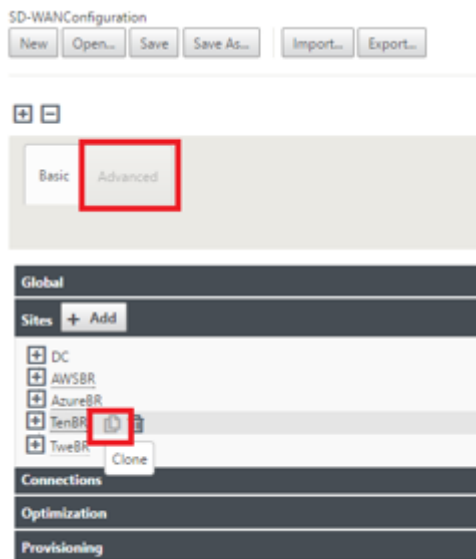 SD-WANConfiguration
New Open... Save Save As... Import... Export...
Basic Advanced
Global
Sites + Add
DC
AWSBR
AzureBR
TenBR
TweBR
Clone
Connections
Optimization
Provisioning